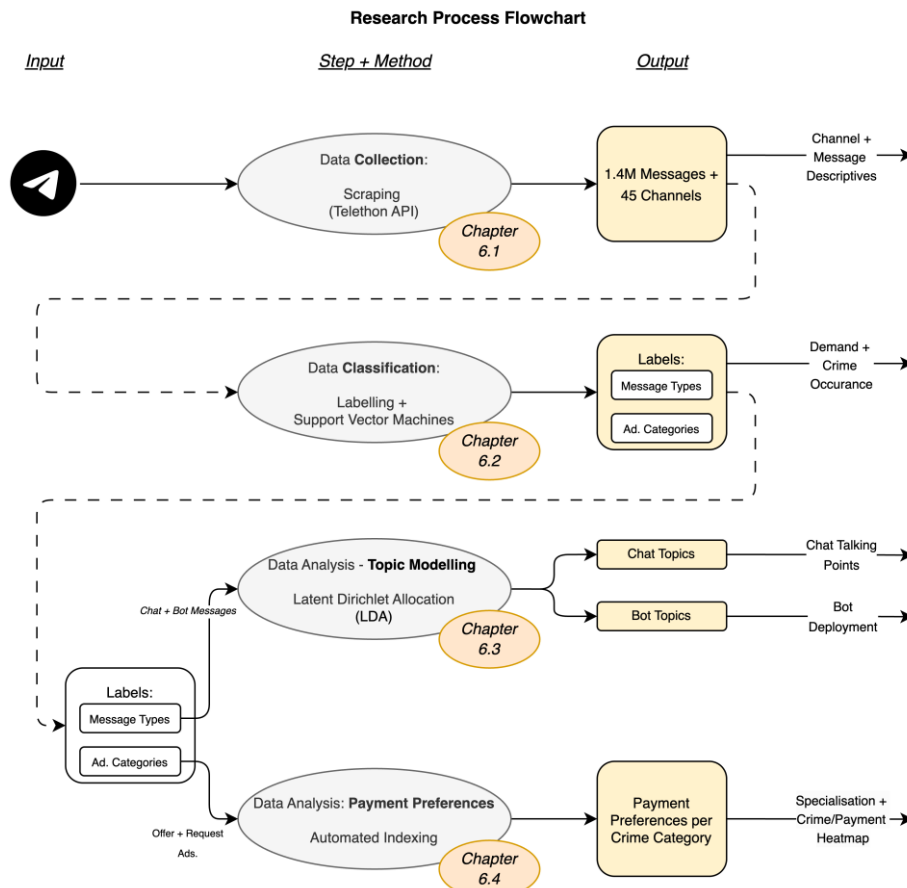 Research Process Flowchart
Input
Step + Method
Output
Data Collection:
Scraping
(Telethon API)
Chapter
6.1
1.4M Messages +
45 Channels
Channel +
Message
Descriptives
Data Classification:
Labelling +
Support Vector Machines
Chapter
6.2
Labels:
Message Types
Ad. Categories
Demand +
Crime
Occurance
Data Analysis - Topic Modelling
Latent Dirichlet Allocation
(LDA)
Chapter
6.3
Chat Topics
Bot Topics
Chat Talking
Points
Bot
Deployment
Chat + Bot Messages
Labels:
Message Types
Ad. Categories
Offer + Request
Ads.
Data Analysis: Payment Preferences
Automated Indexing
Chapter
6.4
Payment
Preferences per
Crime Category
Specialisation +
Crime/Payment
Heatmap